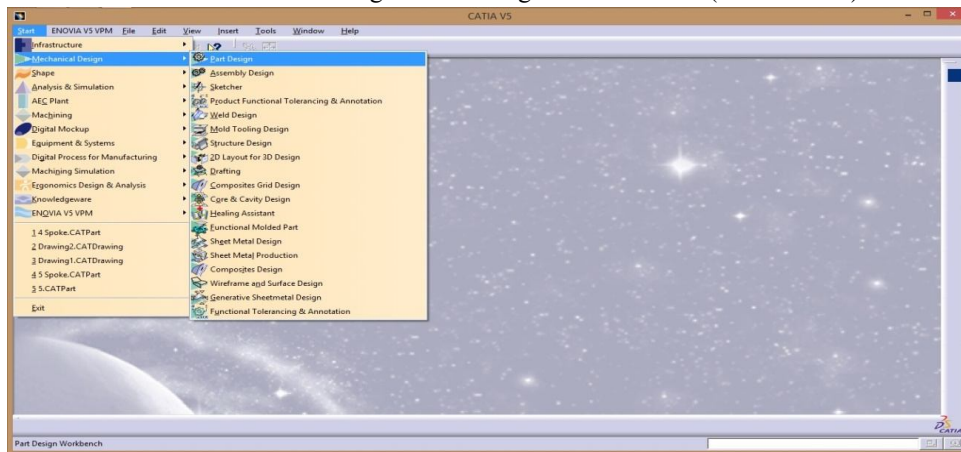 CATIA V5
Start ENOVIA V5 VPM File Edit View Insert Tools Window Help
Infrastructure
Mechanical Design
Shape
Analysis & Simulation
AEC Plant
Machining
Digital Mockup
Equipment & Systems
Digital Process for Manufacturing
Machining Simulation
Ergonomics Design & Analysis
Knowledgeware
ENOVIA V5 VPM
1 4 Spoke.CATPart
2 Drawing2.CATDrawing
3 Drawing1.CATDrawing
4 5 Spoke.CATPart
5 5.CATPart
Exit
Part Design
Assembly Design
Sketcher
Product Functional Tolerancing & Annotation
Weld Design
Mold Tooling Design
Structure Design
2D Layout for 3D Design
Drafting
Composites Grid Design
Core & Cavity Design
Healing Assistant
Functional Molded Part
Sheet Metal Design
Sheet Metal Production
Composites Design
Wireframe and Surface Design
Generative Sheetmetal Design
Functional Tolerancing & Annotation
CATIA
Part Design Workbench